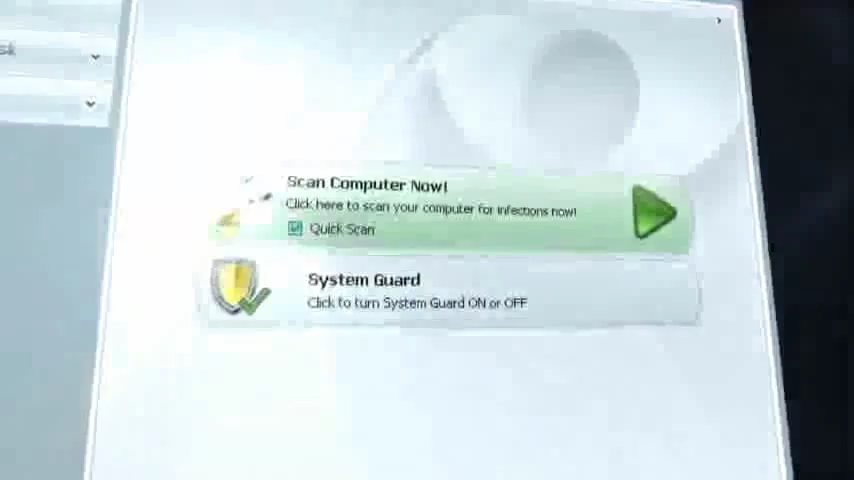 Scan Computer Now!
Click here to scan your computer for infections now!
Quick Scan
System Guard
Click to turn System Guard ON or OFF